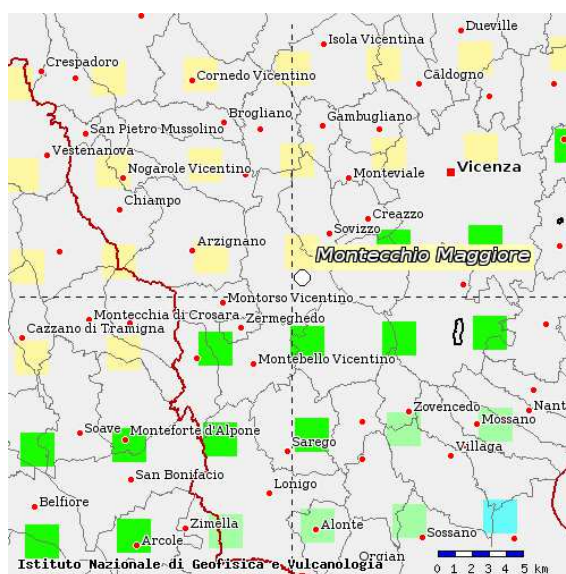 Dueville
Isola Vicentina
Crespadoro
Cornedo Vicentino
Càldogno
Brogliano
Gambugliano
San Pietro Mussolino
Vestenanova
Vicenza
Nogarole Vicentino
Monteviale
Chiampo
Creazzo
Sovizzo
Arzignano
Montecchio Maggiore
Montorso Vicentino
Montecchia di Crosara
Zermeghedo
Cazzano di Tramigna
Montebello Vicentino
Zovencedo
Nant
Mossano
Soave
Monteforte d'Alpone
Sarego
Villaga
San Bonifacio
Lonigo
Belfiore
Zimella
Alonte
Sossano
Arcole
Orgian
0 1 2 3 4 5 km
Istituto Nazionale di Geofisica e Vulcanologia